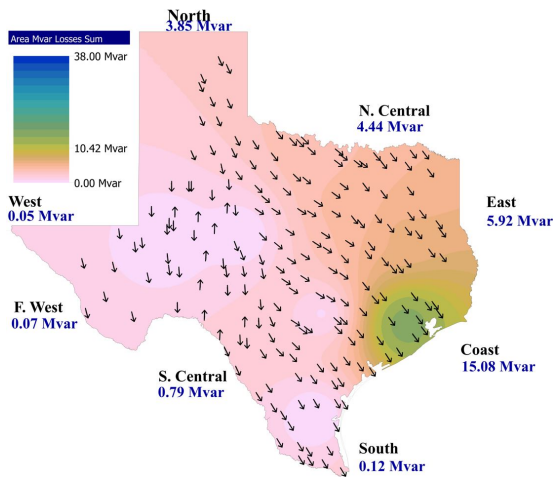 North
3.85 Mvar
Area Mvar Losses Sum
38.00 Mvar
10.42 Mvar
0.00 Mvar
N. Central
4.44 Mvar
West
0.05 Mvar
East
5.92 Mvar
F. West
0.07 Mvar
S. Central
0.79 Mvar
Coast
15.08 Mvar
South
0.12 Mvar